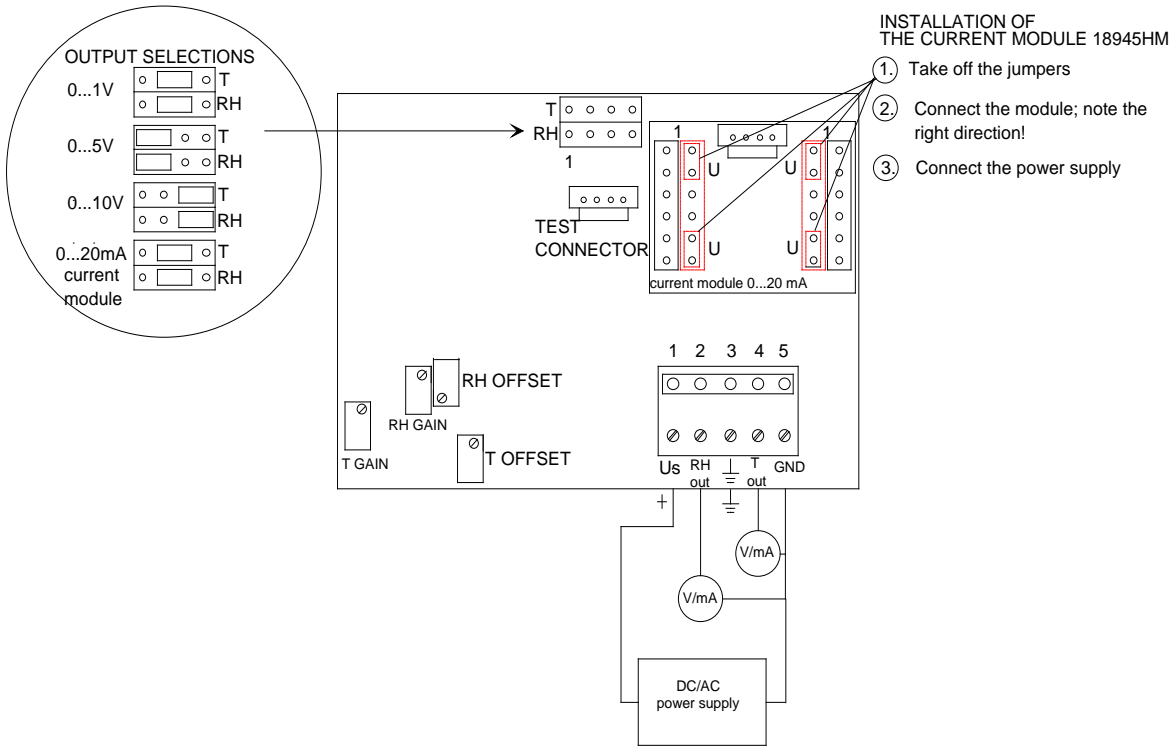 OUTPUT SELECTIONS
0...1V
T
RH
0...5V
T
RH
0...10V
T
RH
0...20mA
current
module
T
RH
INSTALLATION OF
THE CURRENT MODULE 18945HM
1. Take off the jumpers
2. Connect the module; note the
right direction!
3. Connect the power supply
T
RH
1
TEST
CONNECTOR
1
1
U
U
U
U
current module 0...20 mA
RH OFFSET
RH GAIN
T GAIN
T OFFSET
1 2 3 4 5
Us
RH
out
T
out
GND
+
V/mA
V/mA
DC/AC
power supply